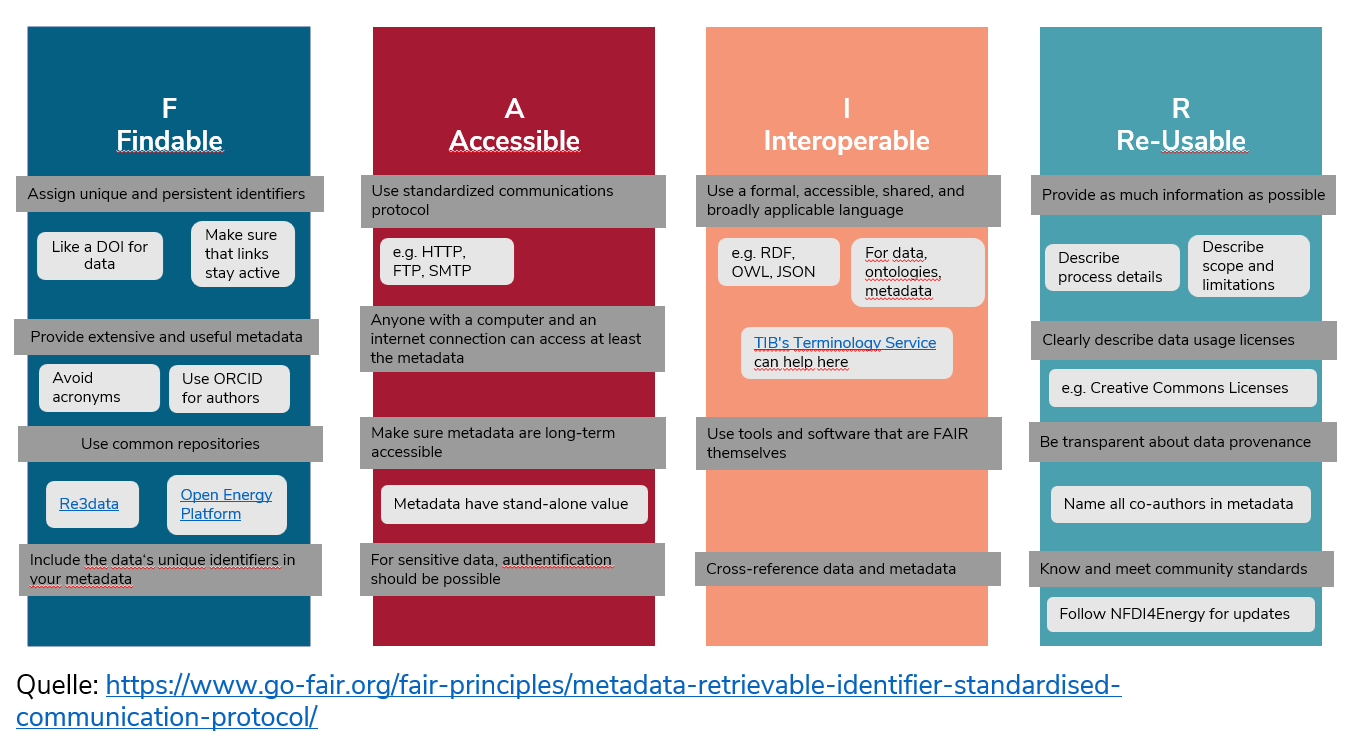 F
Findable
Assign unique and persistent identifiers
Like a DOI for
data
Make sure
that links
stay active
Provide extensive and useful metadata
Avoid
acronyms
Use ORCID
for authors
Use common repositories
Re3data
Open Energy
Platform
Include the data‘s unique identifiers in
your metadata
A
Accessible
Use standardized communications
protocol
e.g. HTTP,
FTP, SMTP
Anyone with a computer and an
internet connection can access at least
the metadata
Make sure metadata are long-term
accessible
Metadata have stand-alone value
For sensitive data, authentification
should be possible
I
Interoperable
Use a formal, accessible, shared, and
broadly applicable language
e.g. RDF,
OWL, JSON
For data,
ontologies,
metadata
TIB's Terminology Service
can help here
Use tools and software that are FAIR
themselves
Cross-reference data and metadata
R
Re-Usable
Provide as much information as possible
Describe
process details
Describe
scope and
limitations
Clearly describe data usage licenses
e.g. Creative Commons Licenses
Be transparent about data provenance
Name all co-authors in metadata
Know and meet community standards
Follow NFDI4Energy for updates
Quelle: https://www.go-fair.org/fair-principles/metadata-retrievable-identifier-standardised-
communication-protocol/